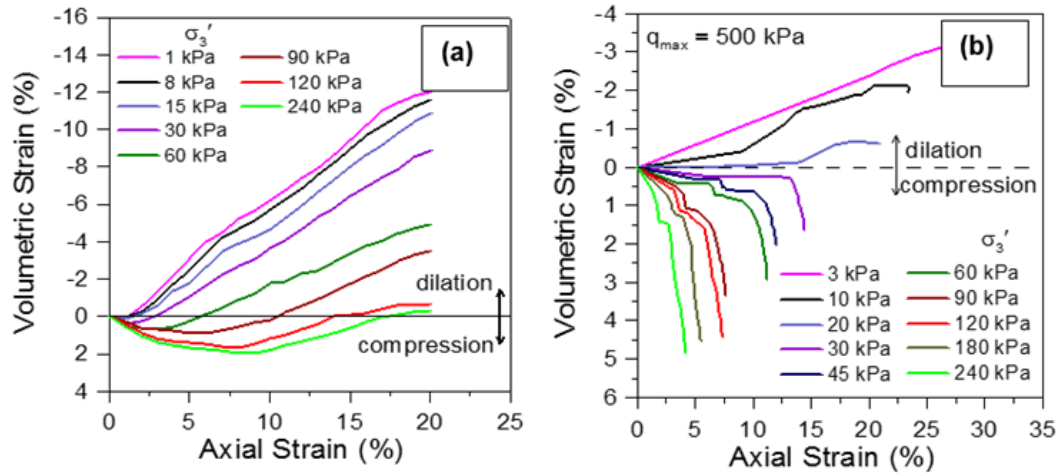 (a)
σ3′
1 kPa 90 kPa
8 kPa 120 kPa
15 kPa 240 kPa
30 kPa
60 kPa
dilation
compression
-16
-14
-12
-10
-8
-6
-4
-2
0
2
4
0 5 10 15 20 25
Volumetric Strain (%)
Axial Strain (%)
(b)
qmax = 500 kPa
dilation
compression
σ3′
3 kPa 60 kPa
10 kPa 90 kPa
20 kPa 120 kPa
30 kPa 180 kPa
45 kPa 240 kPa
-4
-3
-2
-1
0
1
2
3
4
5
6
0 5 10 15 20 25 30 35
Volumetric Strain (%)
Axial Strain (%)